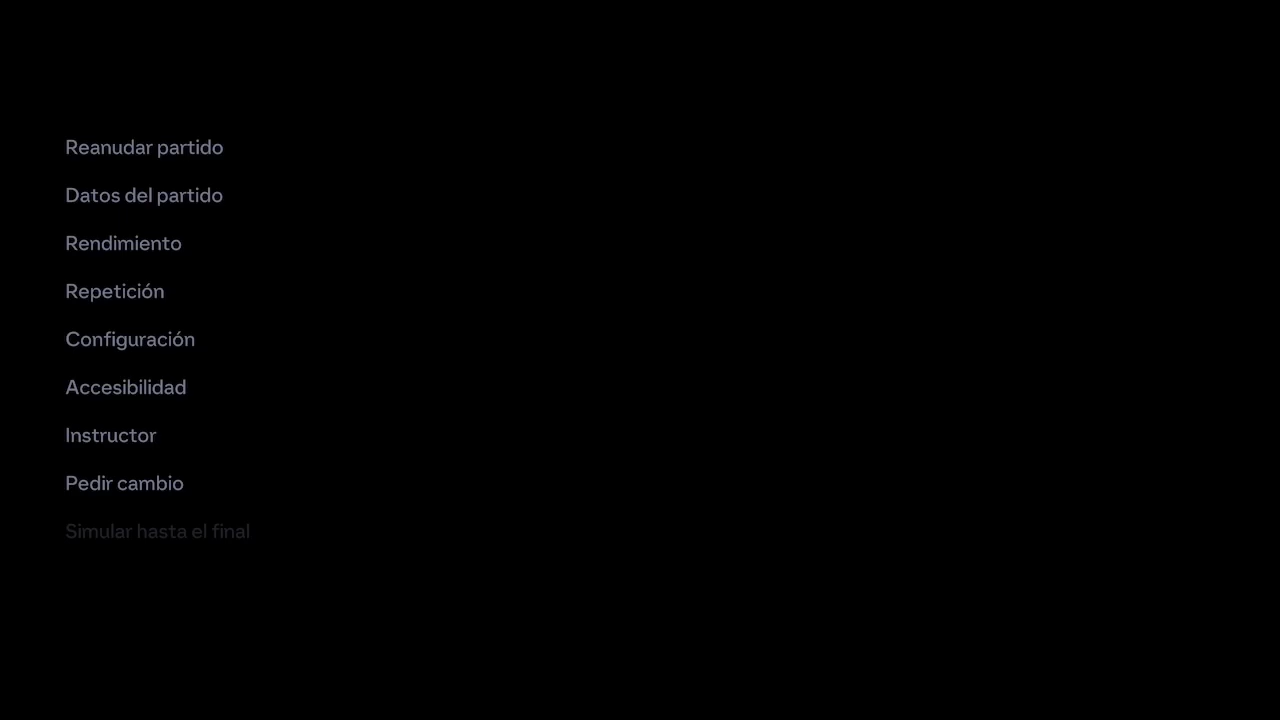 Reanudar partido
Datos del partido
Rendimiento
Repetición
Configuración
Accesibilidad
Instructor
Pedir cambio
Simular hasta el final